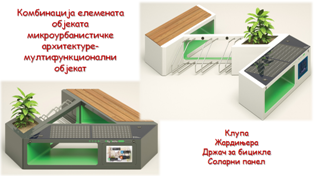 Комбинација елемената
објеката
микроурбанистичке
архитектуре-
мултифункционални
објекат
Клупа
Жардињера
Држач за бицикле
Соларни панел